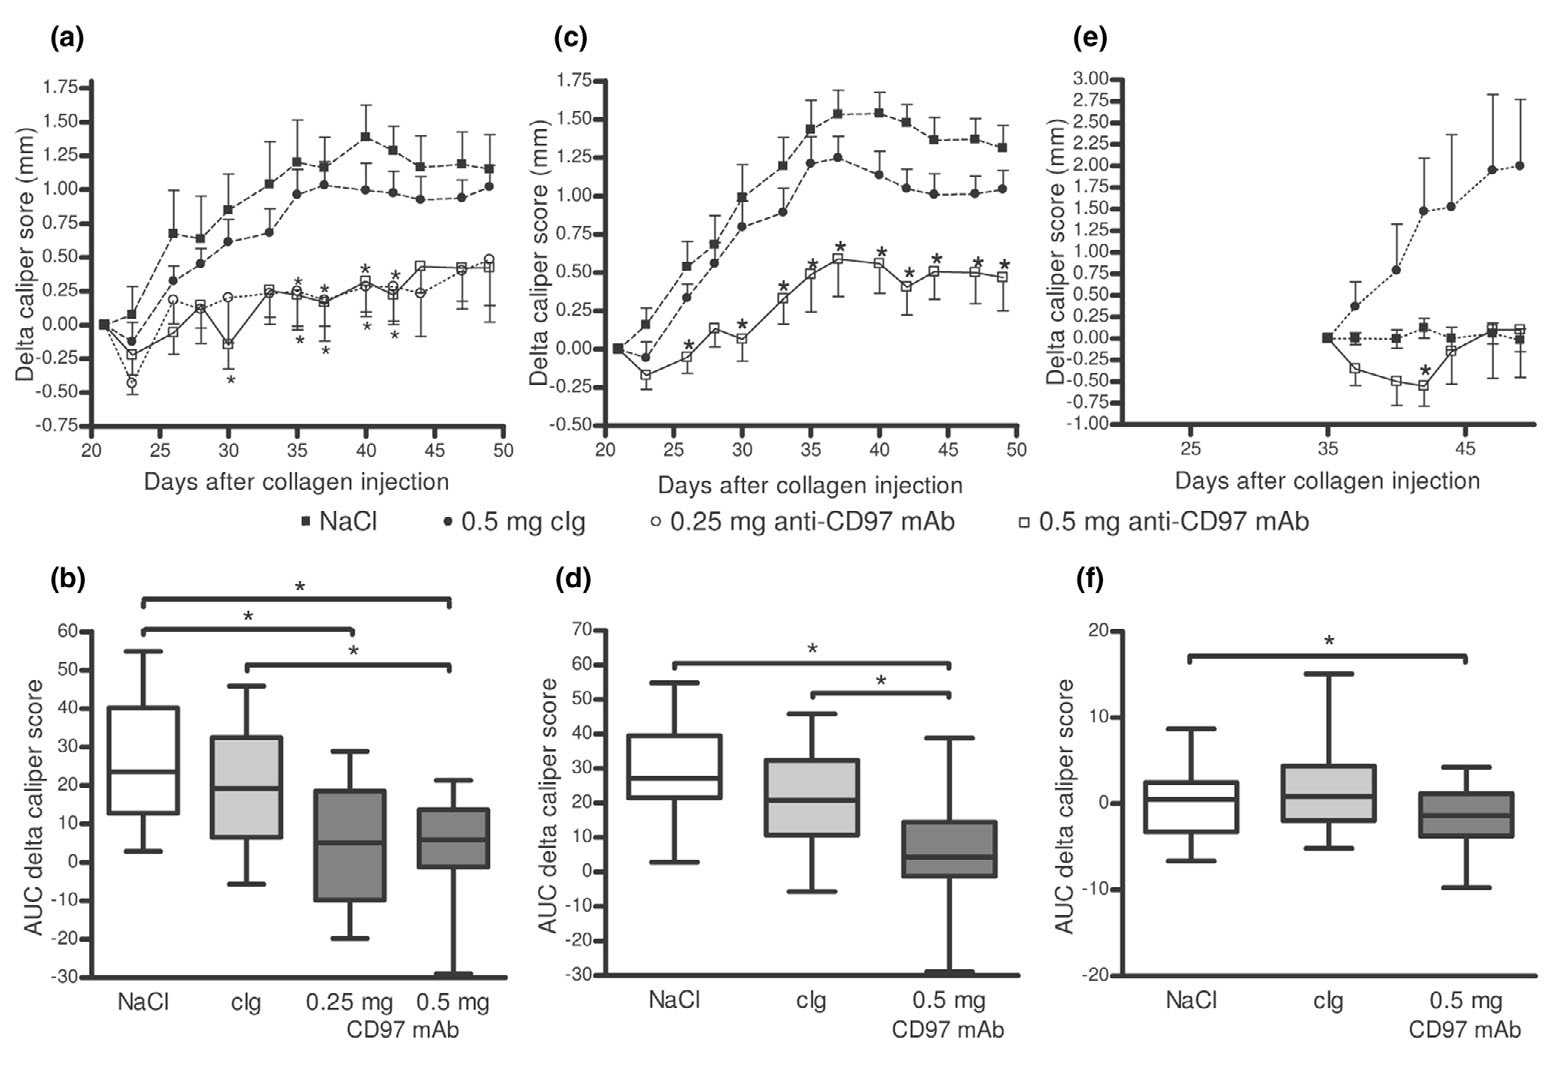 (a)
Delta caliper sore (mm)
1.75
1.50
1.25
1.00
0.75
0.50
0.25
0.00
-0.25
-0.50
-0.75
* * * *
* * * * *
20 25 30 35 40 45 50
Days after collagen injection
(c)
Delta caliper score (mm)
1.75
1.50
1.25
1.00
0.75
0.50
0.25
0.00
-0.25
-0.50
* * * * * * * * * *
20 25 30 35 40 45 50
Days after collagen injection
(e)
Delta caliper score (mm)
3.00
2.75
2.50
2.25
2.00
1.75
1.50
1.25
1.00
0.75
0.50
0.25
0.00
-0.25
-0.50
-0.75
-1.00
*
25 35 45
Days after collagen injection
NaCl 0.5 mg cIg 0.25 mg anti-CD97 mAb 0.5 mg anti-CD97 mAb
(b)
AUC delta caliper score
60
50
40
30
20
10
0
-10
-20
-30
*
*
*
NaCl cIg 0.25 mg 0.5 mg
CD97 mAb
(d)
AUC delta caliper score
70
60
50
40
30
20
10
0
-10
-20
-30
*
*
NaCl cIg 0.5 mg
CD97 mAb
(f)
AUC delta caliper score
20
10
0
-10
-20
*
NaCl cIg 0.5 mg
CD97 mAb